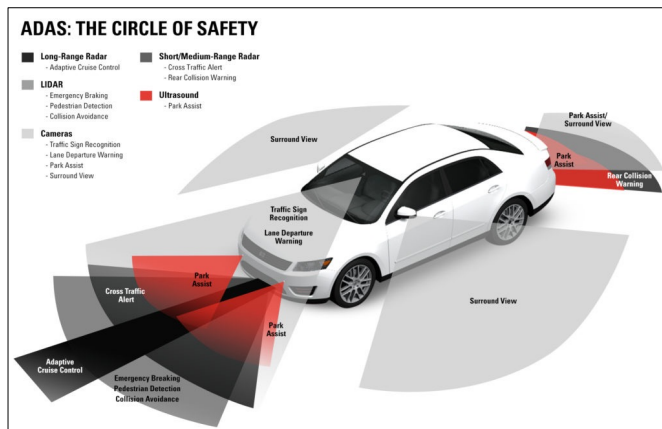 ADAS: THE CIRCLE OF SAFETY
Long-Range Radar
- Adaptive Cruise Control
LIDAR
- Emergency Braking
- Pedestrian Detection
- Collision Avoidance
Cameras
- Traffic Sign Recognition
- Lane Departure Warning
- Park Assist
- Surround View
Short/Medium-Range Radar
- Cross Traffic Alert
- Rear Collision Warning
Ultrasound
- Park Assist
Surround View
Park Assist/
Surround View
Park
Assist
Rear Collision
Warning
Traffic Sign
Recognition
Lane Departure
Warning
Park
Assist
Cross Traffic
Alert
Surround View
Park
Assist
Adaptive
Cruise Control
Emergency Breaking
Pedestrian Detection
Collision Avoidance